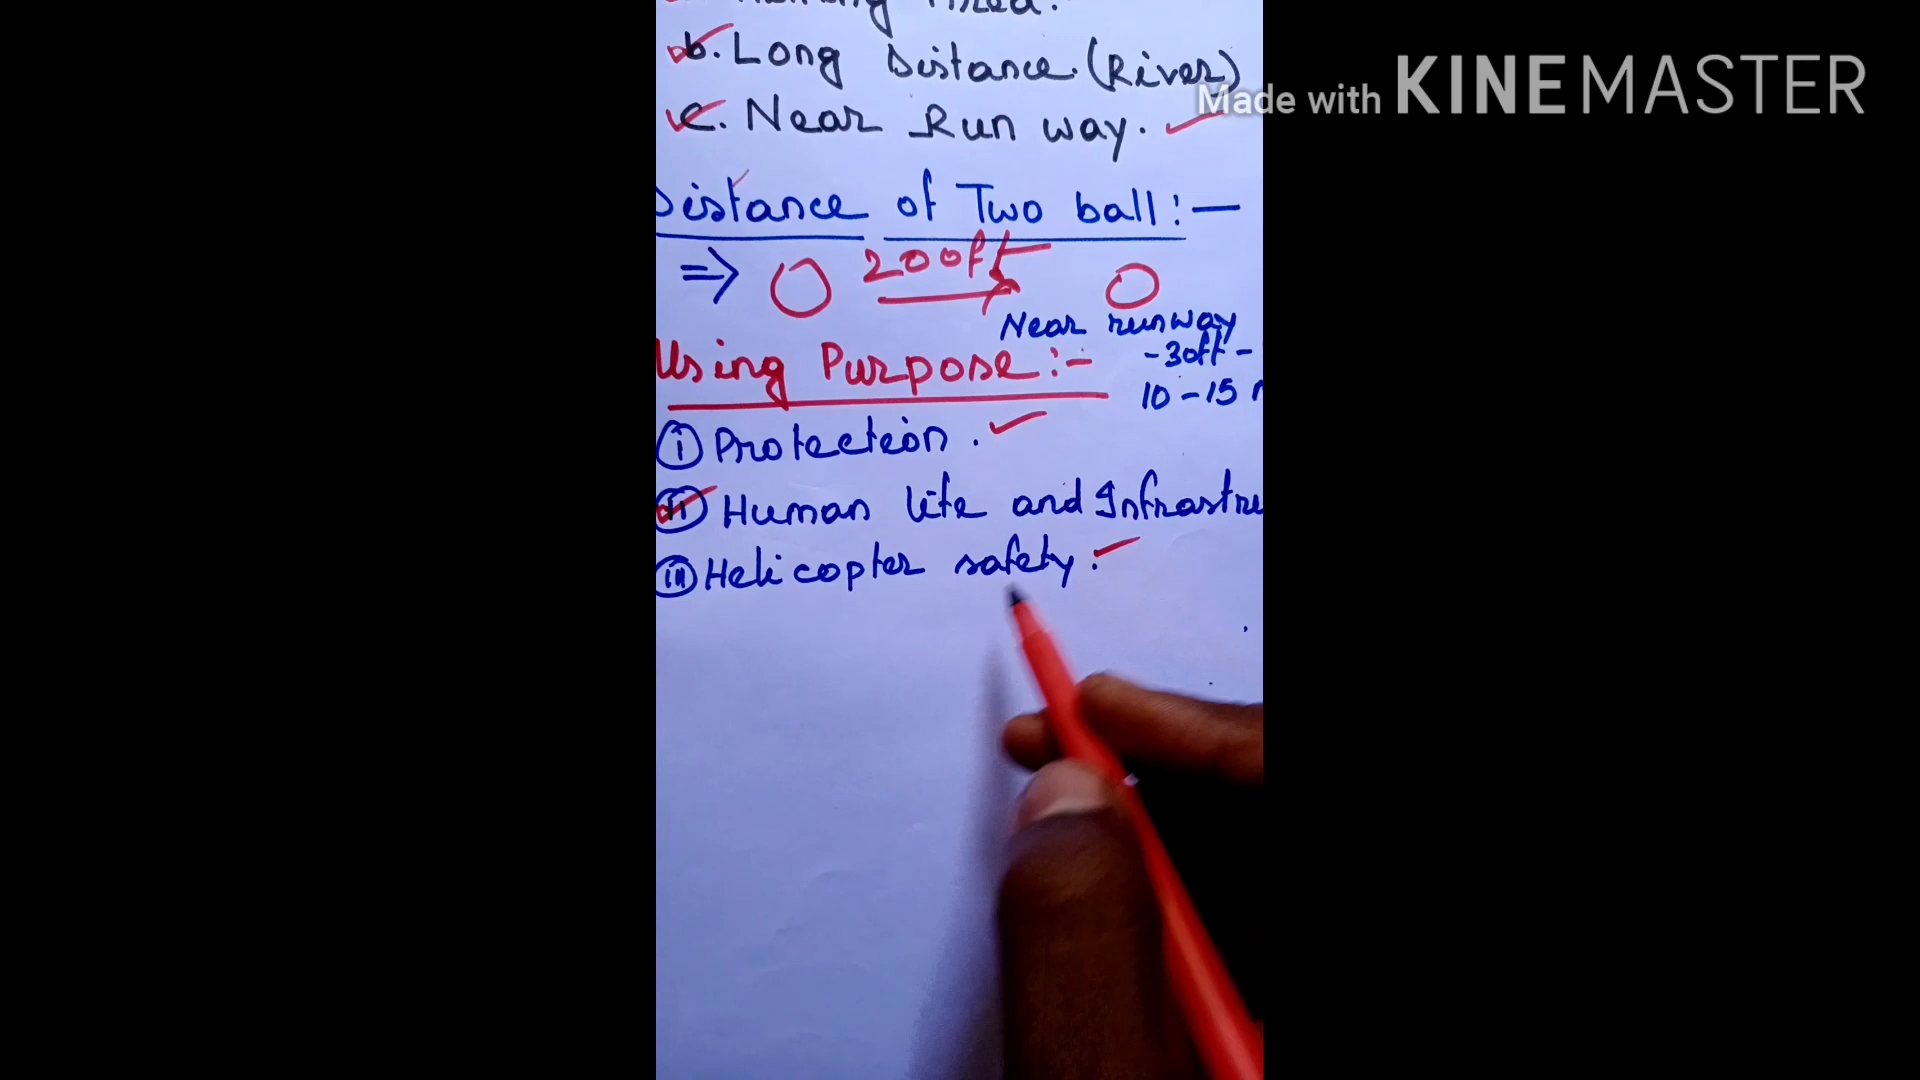 Area.
b. Long Distance. (River)
Made with KINEMASTER
c. Near Run way.
Distance of Two ball :-
⇒ 200ft
Near runway
-30ft-
10-15
Using Purpose :-
(i) Protection.
(ii) Human life and
(iii) Helicopter safety.